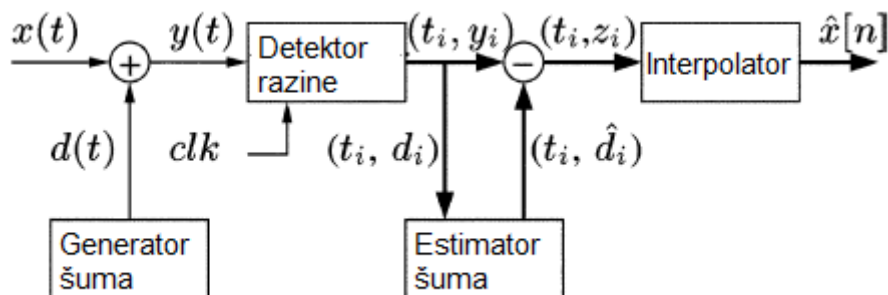 x(t)
y(t)
Detektor
razine
(t_i, y_i)
(t_i, z_i)
Interpolator
x̂[n]
+
−
d(t)
clk
(t_i, d_i)
(t_i, d̂_i)
Generator
šuma
Estimator
šuma